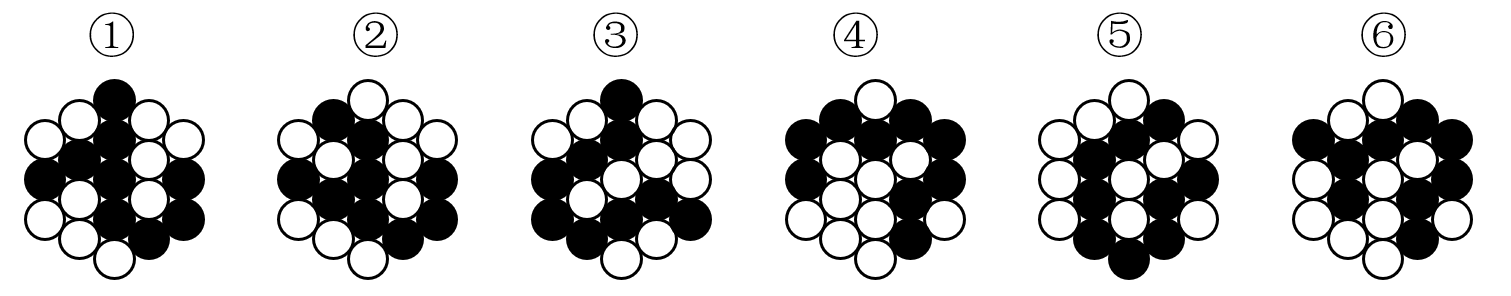 ① ② ③ ④ ⑤ ⑥